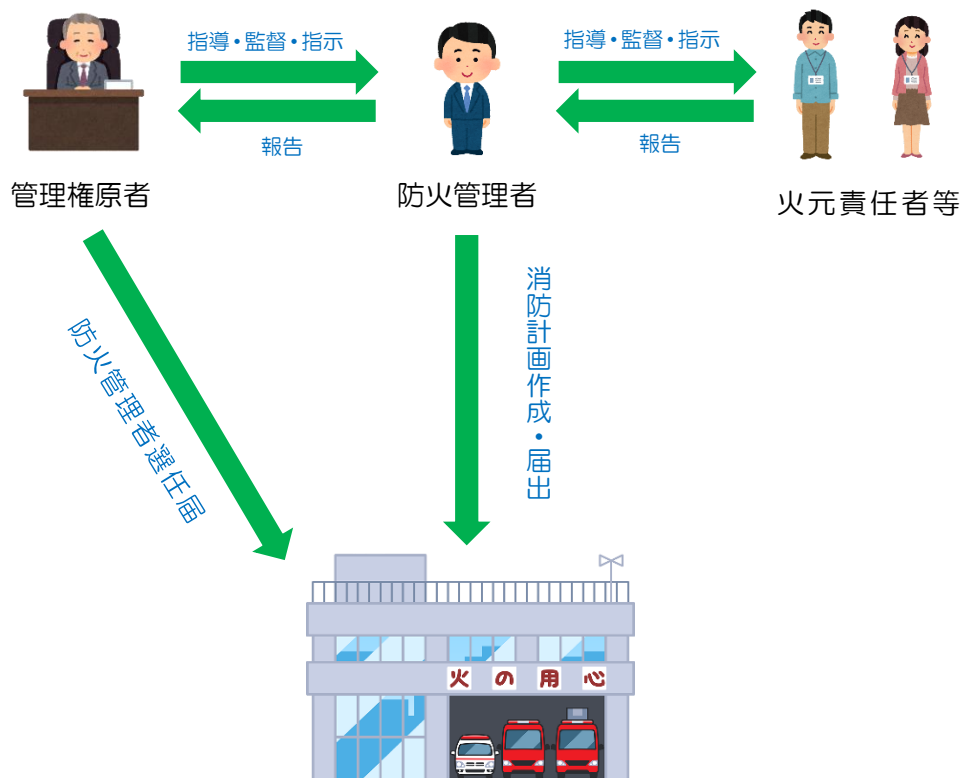 指導・監督・指示
指導・監督・指示
報告
報告
管理権原者
防火管理者
火元責任者等
防火管理者選任届
消防計画作成・届出
火の用心